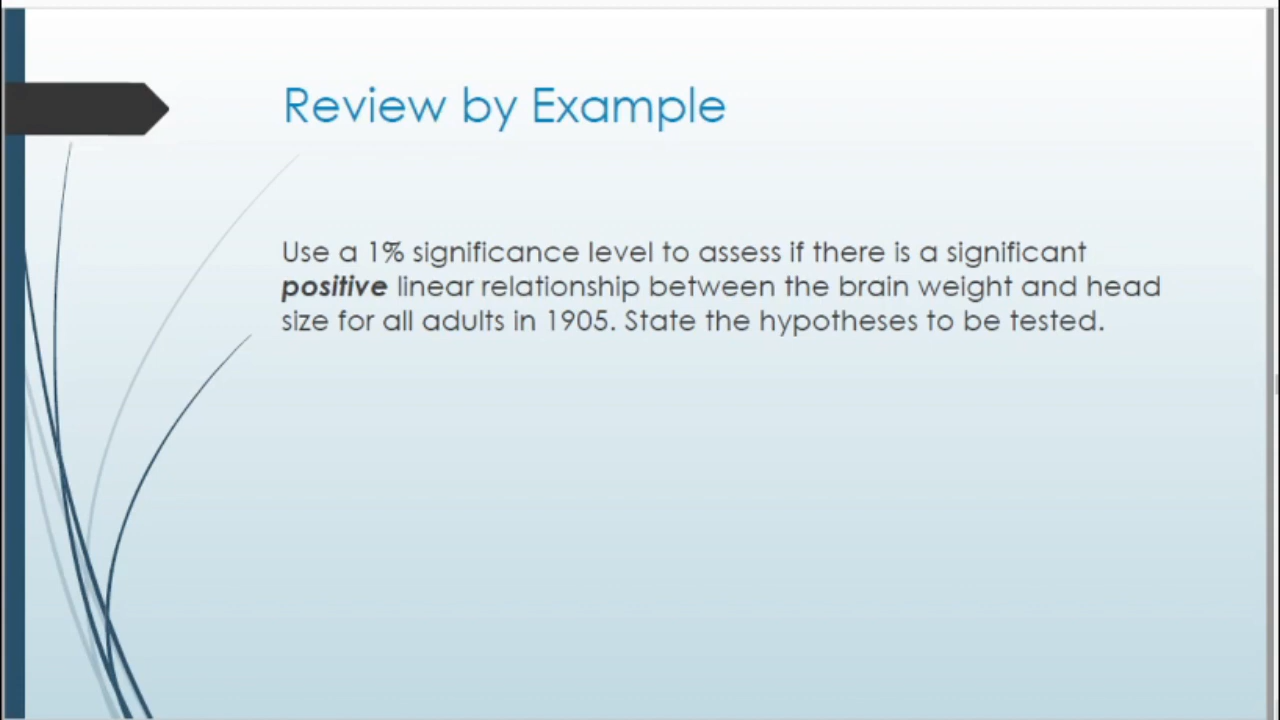 Review by Example
Use a 1% significance level to assess if there is a significant
positive linear relationship between the brain weight and head
size for all adults in 1905. State the hypotheses to be tested.